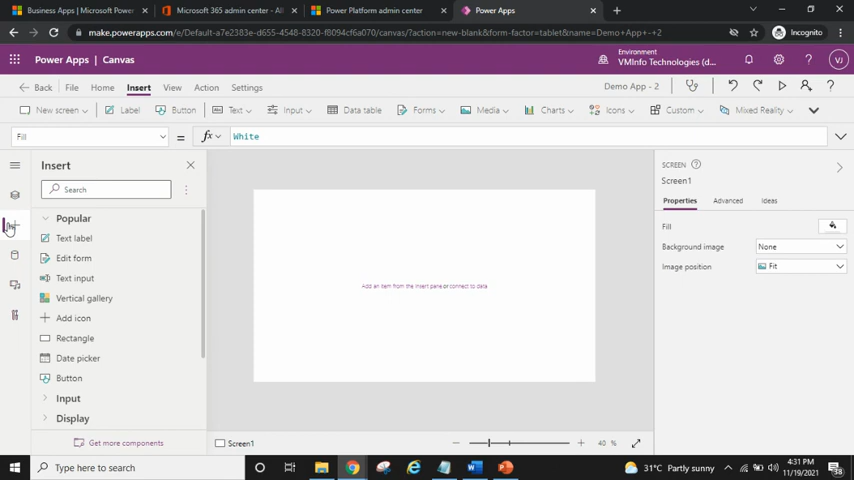 Business Apps | Microsoft Power
Microsoft 365 admin center - All
Power Platform admin center
Power Apps
make.powerapps.com/e/Default-a7e2383e-d655-4548-8320-f8094cf6a070/canvas/?action=new-blank&form-factor=tablet&name=Demo+App+-+2
Incognito
Power Apps | Canvas
Environment
VMInfo Technologies (d...
VJ
Back
File
Home
Insert
View
Action
Settings
Demo App - 2
New screen
Label
Button
Text
Input
Data table
Forms
Media
Charts
Icons
Custom
Mixed Reality
Fill
=
fx
White
Insert
Search
Popular
Text label
Edit form
Text input
Vertical gallery
Add icon
Rectangle
Date picker
Button
Input
Display
Get more components
Add an item from the Insert pane or connect to data
Screen1
40 %
SCREEN
Screen1
Properties
Advanced
Ideas
Fill
Background image
None
Image position
Fit
Type here to search
31°C Partly sunny
4:31 PM
11/19/2021
38